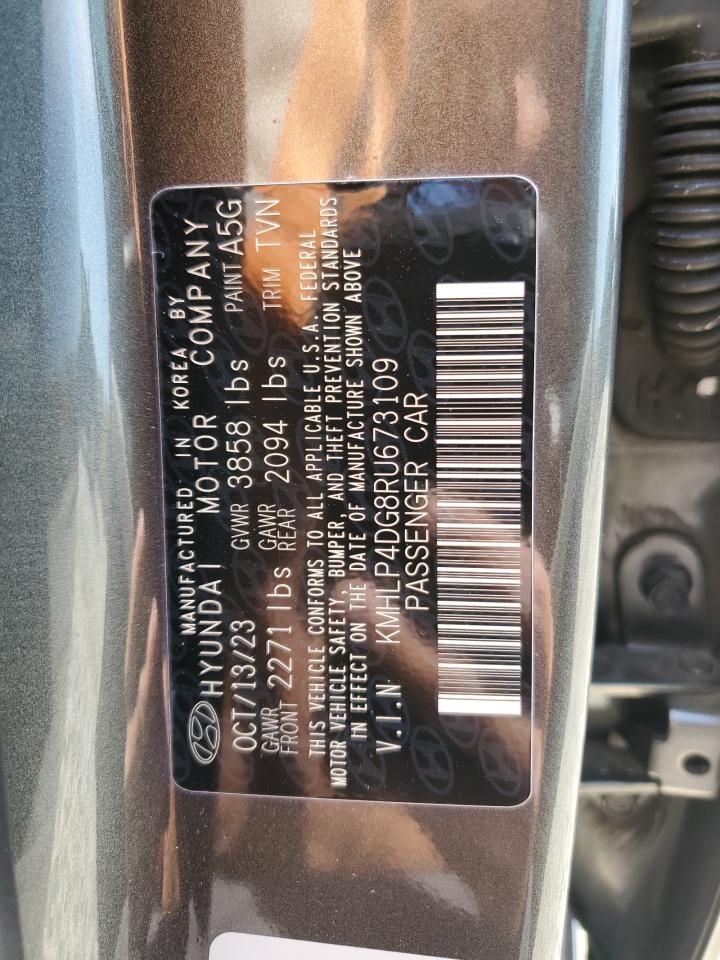 MANUFACTURED IN KOREA BY
HYUNDAI MOTOR COMPANY
OCT/13/23 GVWR 3858 lbs PAINT A5G
GAWR FRONT 2271 lbs GAWR REAR 2094 lbs TRIM TVN
THIS VEHICLE CONFORMS TO ALL APPLICABLE U.S.A. FEDERAL
MOTOR VEHICLE SAFETY, BUMPER, AND THEFT PREVENTION STANDARDS
IN EFFECT ON THE DATE OF MANUFACTURE SHOWN ABOVE
V.I.N KMHLP4DG8RU673109
PASSENGER CAR